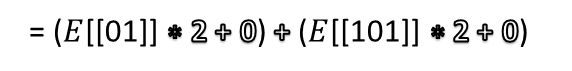 = (E[[01]] * 2 + 0) + (E[[101]] * 2 + 0)